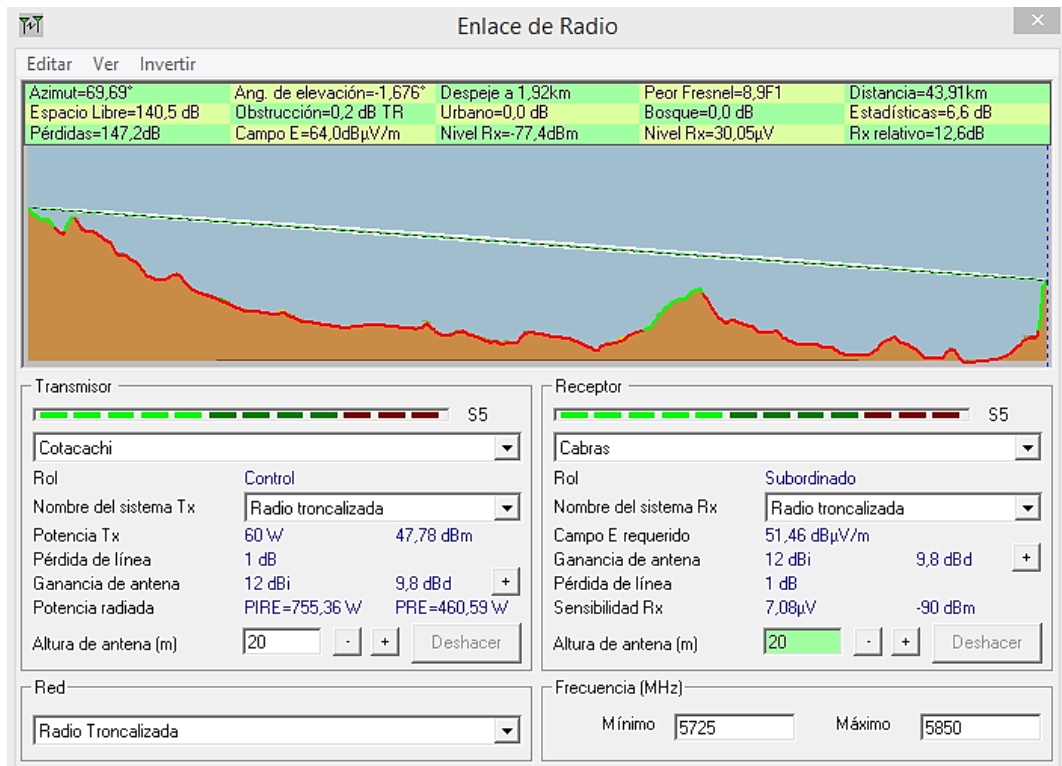 Enlace de Radio
Editar Ver Invertir
Azimut=69,69° Ang. de elevación=-1,676° Despeje a 1,92km Peor Fresnel=8,9F1 Distancia=43,91km
Espacio Libre=140,5 dB Obstrucción=0,2 dB TR Urbano=0,0 dB Bosque=0,0 dB Estadísticas=6,6 dB
Pérdidas=147,2dB Campo E=64,0dBµV/m Nivel Rx=-77,4dBm Nivel Rx=30,05µV Rx relativo=12,6dB
Transmisor
S5
Cotacachi
Rol Control
Nombre del sistema Tx Radio troncalizada
Potencia Tx 60 W 47,78 dBm
Pérdida de línea 1 dB
Ganancia de antena 12 dBi 9,8 dBd +
Potencia radiada PIRE=755,36 W PRE=460,59 W
Altura de antena (m) 20 - + Deshacer
Receptor
S5
Cabras
Rol Subordinado
Nombre del sistema Rx Radio troncalizada
Campo E requerido 51,46 dBµV/m
Ganancia de antena 12 dBi 9,8 dBd +
Pérdida de línea 1 dB
Sensibilidad Rx 7,08µV -90 dBm
Altura de antena (m) 20 - + Deshacer
Red
Radio Troncalizada
Frecuencia (MHz)
Mínimo 5725 Máximo 5850